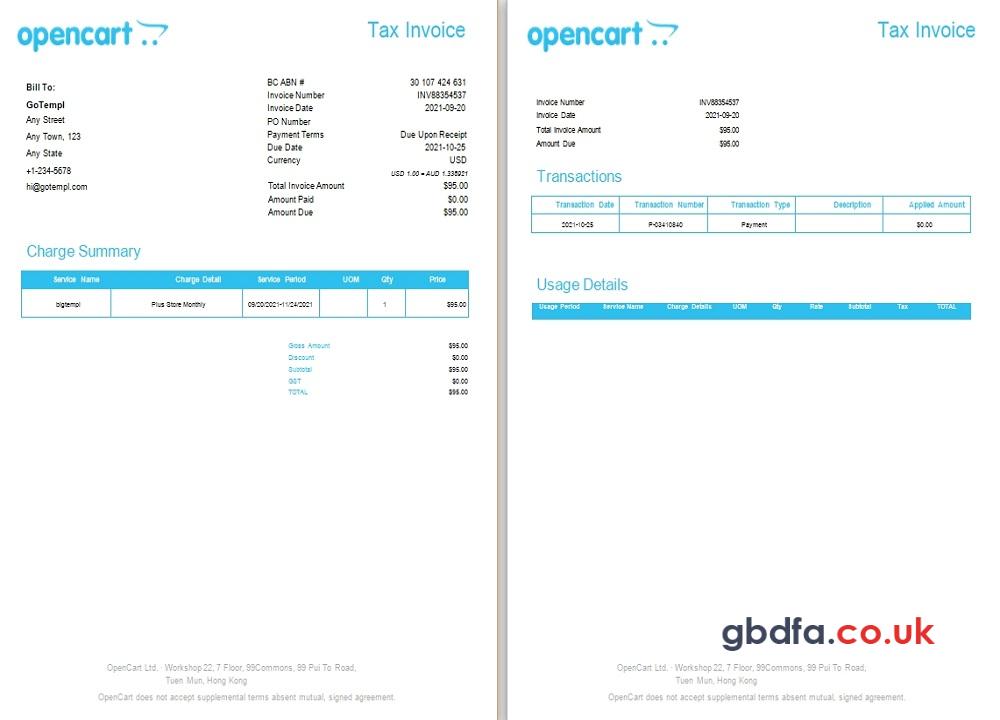 opencart
Tax Invoice
Bill To:
GoTempl
Any Street
Any Town, 123
Any State
+1-234-5678
hi@gotempl.com
BC ABN # 30 107 424 631
Invoice Number INV88354537
Invoice Date 2021-09-20
PO Number
Payment Terms Due Upon Receipt
Due Date 2021-10-25
Currency USD
USD 1.00 = AUD 1.336921
Total Invoice Amount $95.00
Amount Paid $0.00
Amount Due $95.00
Charge Summary
Service Name Charge Detail Service Period UOM Qty Price
bigtempl Plus Store Monthly 09/20/2021-11/24/2021 1 $95.00
Gross Amount $95.00
Discount $0.00
Subtotal $95.00
GST $0.00
TOTAL $95.00
OpenCart Ltd. · Workshop 22, 7 Floor, 99Commons, 99 Pui To Road,
Tuen Mun, Hong Kong
OpenCart does not accept supplemental terms absent mutual, signed agreement.
opencart
Tax Invoice
Invoice Number INV88354537
Invoice Date 2021-09-20
Total Invoice Amount $95.00
Amount Due $95.00
Transactions
Transaction Date Transaction Number Transaction Type Description Applied Amount
2021-10-25 P-03410840 Payment $0.00
Usage Details
Usage Period Service Name Charge Details UOM Qty Rate Subtotal Tax TOTAL
gbdfa.co.uk
OpenCart Ltd. · Workshop 22, 7 Floor, 99Commons, 99 Pui To Road,
Tuen Mun, Hong Kong
OpenCart does not accept supplemental terms absent mutual, signed agreement.